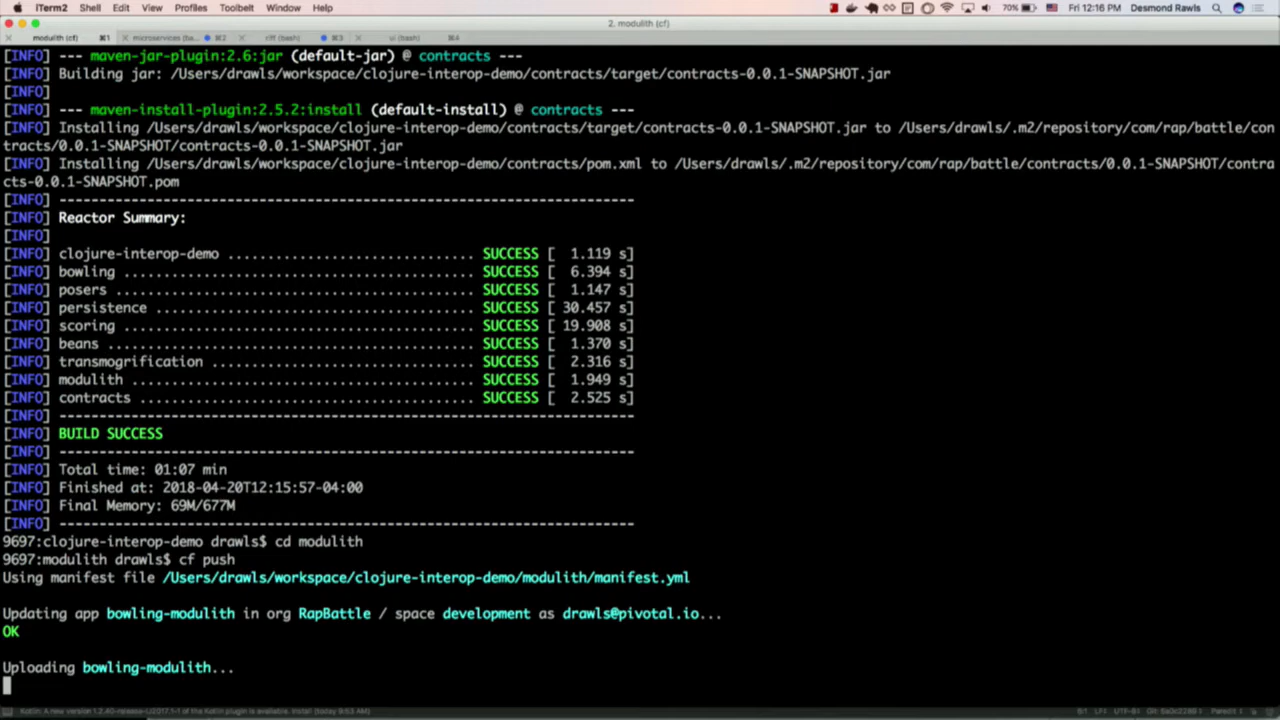 iTerm2 Shell Edit View Profiles Toolbelt Window Help 70% Fri 12:16 PM Desmond Rawls
2. modulith (cf)
modulith (cf) ⌘1 microservices (ba... ⌘2 cliff (bash) ⌘3 ui (bash) ⌘4
[INFO] --- maven-jar-plugin:2.6:jar (default-jar) @ contracts ---
[INFO] Building jar: /Users/drawls/workspace/clojure-interop-demo/contracts/target/contracts-0.0.1-SNAPSHOT.jar
[INFO]
[INFO] --- maven-install-plugin:2.5.2:install (default-install) @ contracts ---
[INFO] Installing /Users/drawls/workspace/clojure-interop-demo/contracts/target/contracts-0.0.1-SNAPSHOT.jar to /Users/drawls/.m2/repository/com/rap/battle/con
tracts/0.0.1-SNAPSHOT/contracts-0.0.1-SNAPSHOT.jar
[INFO] Installing /Users/drawls/workspace/clojure-interop-demo/contracts/pom.xml to /Users/drawls/.m2/repository/com/rap/battle/contracts/0.0.1-SNAPSHOT/contra
cts-0.0.1-SNAPSHOT.pom
[INFO] ------------------------------------------------------------------------
[INFO] Reactor Summary:
[INFO]
[INFO] clojure-interop-demo ............................... SUCCESS [  1.119 s]
[INFO] bowling ............................................ SUCCESS [  6.394 s]
[INFO] posers ............................................. SUCCESS [  1.147 s]
[INFO] persistence ........................................ SUCCESS [ 30.457 s]
[INFO] scoring ............................................ SUCCESS [ 19.908 s]
[INFO] beans .............................................. SUCCESS [  1.370 s]
[INFO] transmogrification ................................. SUCCESS [  2.316 s]
[INFO] modulith ........................................... SUCCESS [  1.949 s]
[INFO] contracts .......................................... SUCCESS [  2.525 s]
[INFO] ------------------------------------------------------------------------
[INFO] BUILD SUCCESS
[INFO] ------------------------------------------------------------------------
[INFO] Total time: 01:07 min
[INFO] Finished at: 2018-04-20T12:15:57-04:00
[INFO] Final Memory: 69M/677M
[INFO] ------------------------------------------------------------------------
9697:clojure-interop-demo drawls$ cd modulith
9697:modulith drawls$ cf push
Using manifest file /Users/drawls/workspace/clojure-interop-demo/modulith/manifest.yml
Updating app bowling-modulith in org RapBattle / space development as drawls@pivotal.io...
OK
Uploading bowling-modulith...